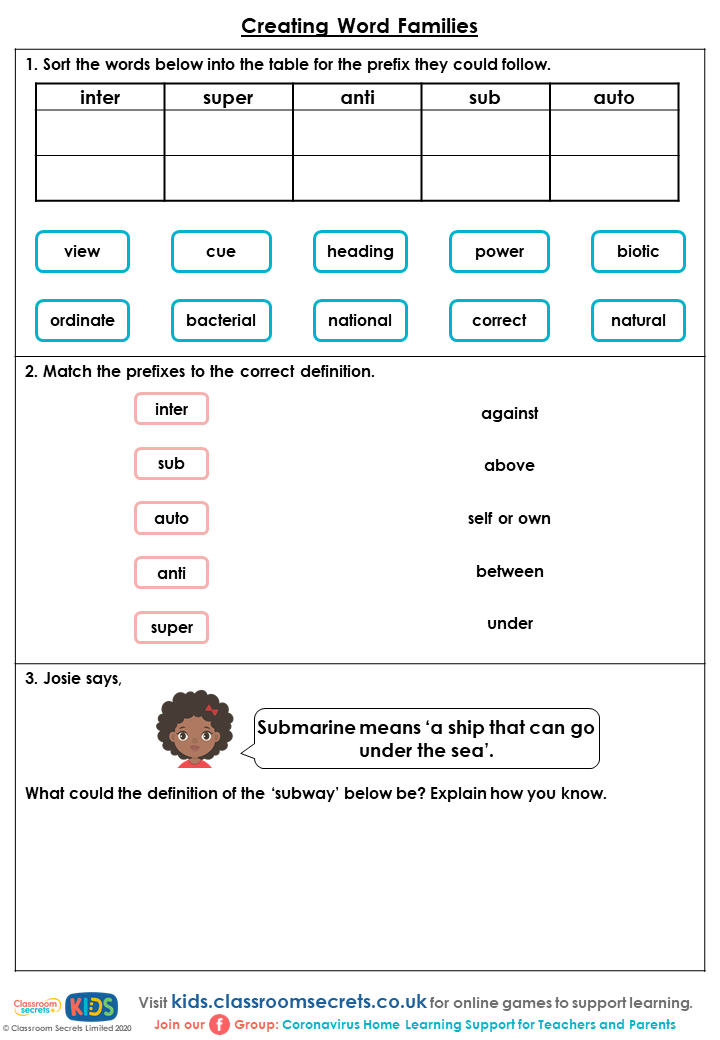 Creating Word Families
1. Sort the words below into the table for the prefix they could follow.
inter super anti sub auto
view cue heading power biotic
ordinate bacterial national correct natural
2. Match the prefixes to the correct definition.
inter against
sub above
auto self or own
anti between
super under
3. Josie says,
Submarine means ‘a ship that can go
under the sea’.
What could the definition of the ‘subway’ below be? Explain how you know.
Classroom
secrets KIDS
© Classroom Secrets Limited 2020
Visit kids.classroomsecrets.co.uk for online games to support learning.
Join our f Group: Coronavirus Home Learning Support for Teachers and Parents